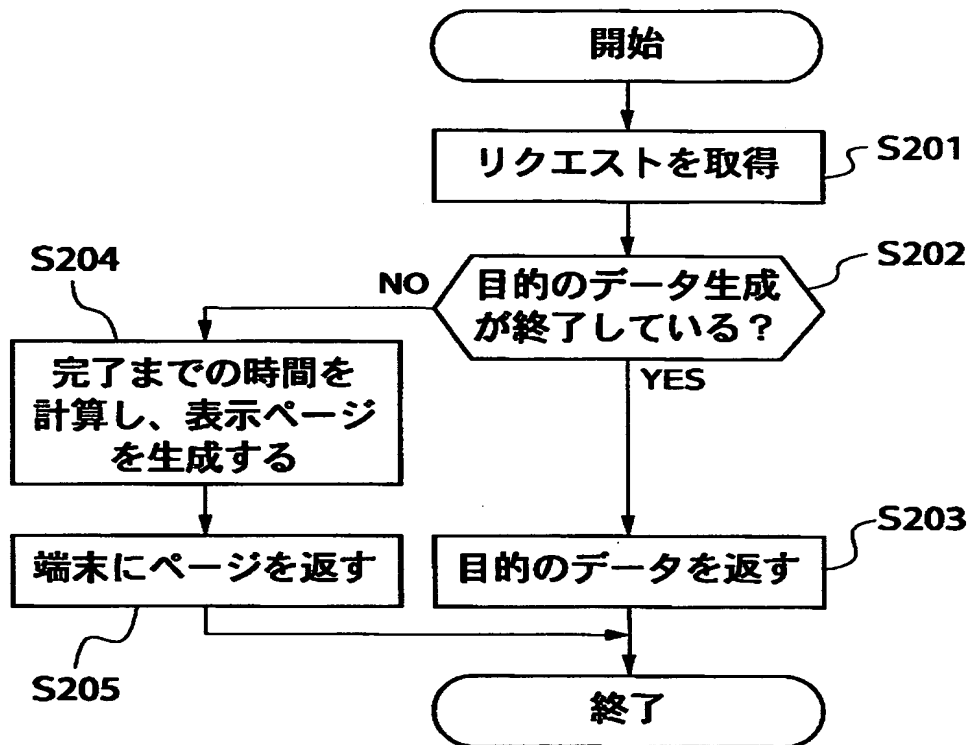 開始
リクエストを取得
S201
目的のデータ生成
が終了している？
S202
NO
YES
S204
完了までの時間を
計算し、表示ページ
を生成する
端末にページを返す
S205
目的のデータを返す
S203
終了